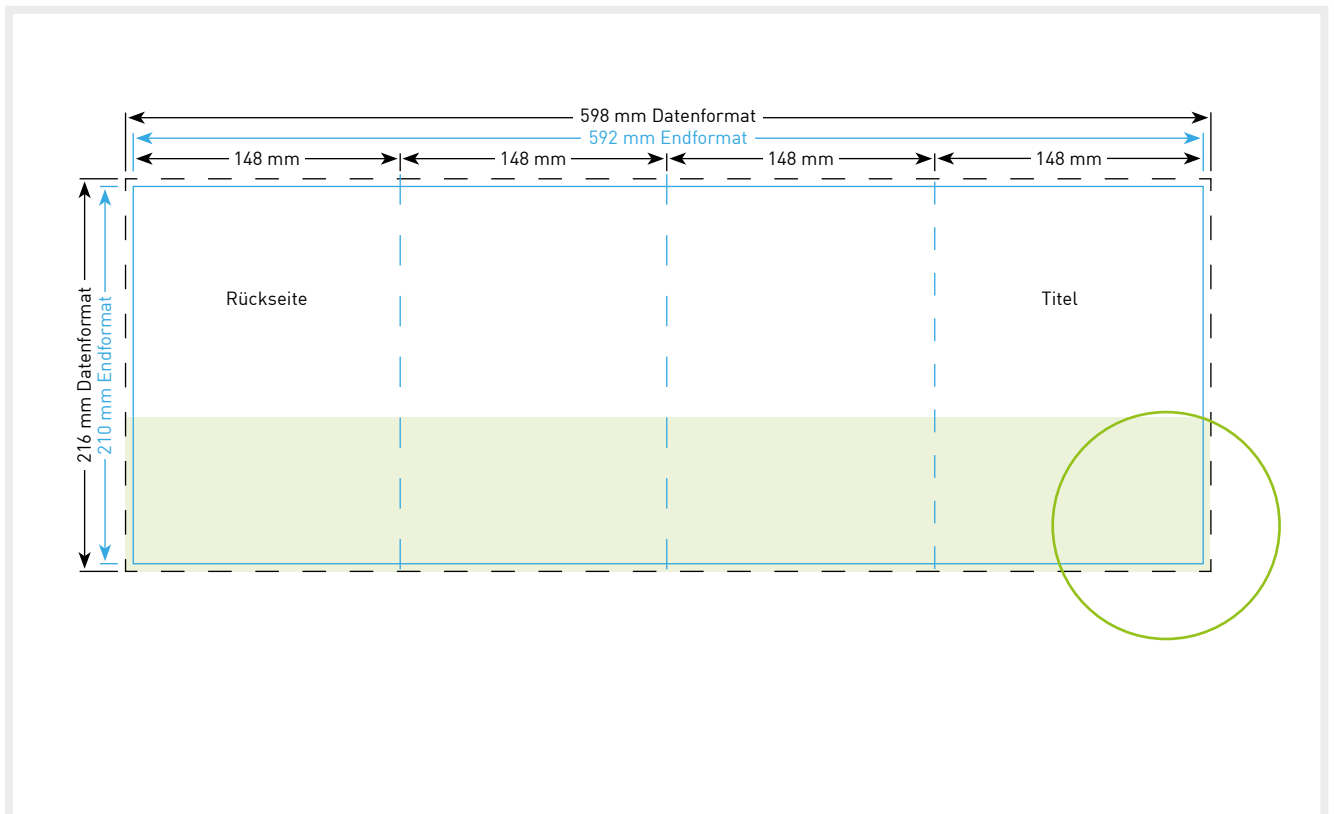 598 mm Datenformat
592 mm Endformat
148 mm
148 mm
148 mm
148 mm
216 mm Datenformat
210 mm Endformat
Rückseite
Titel